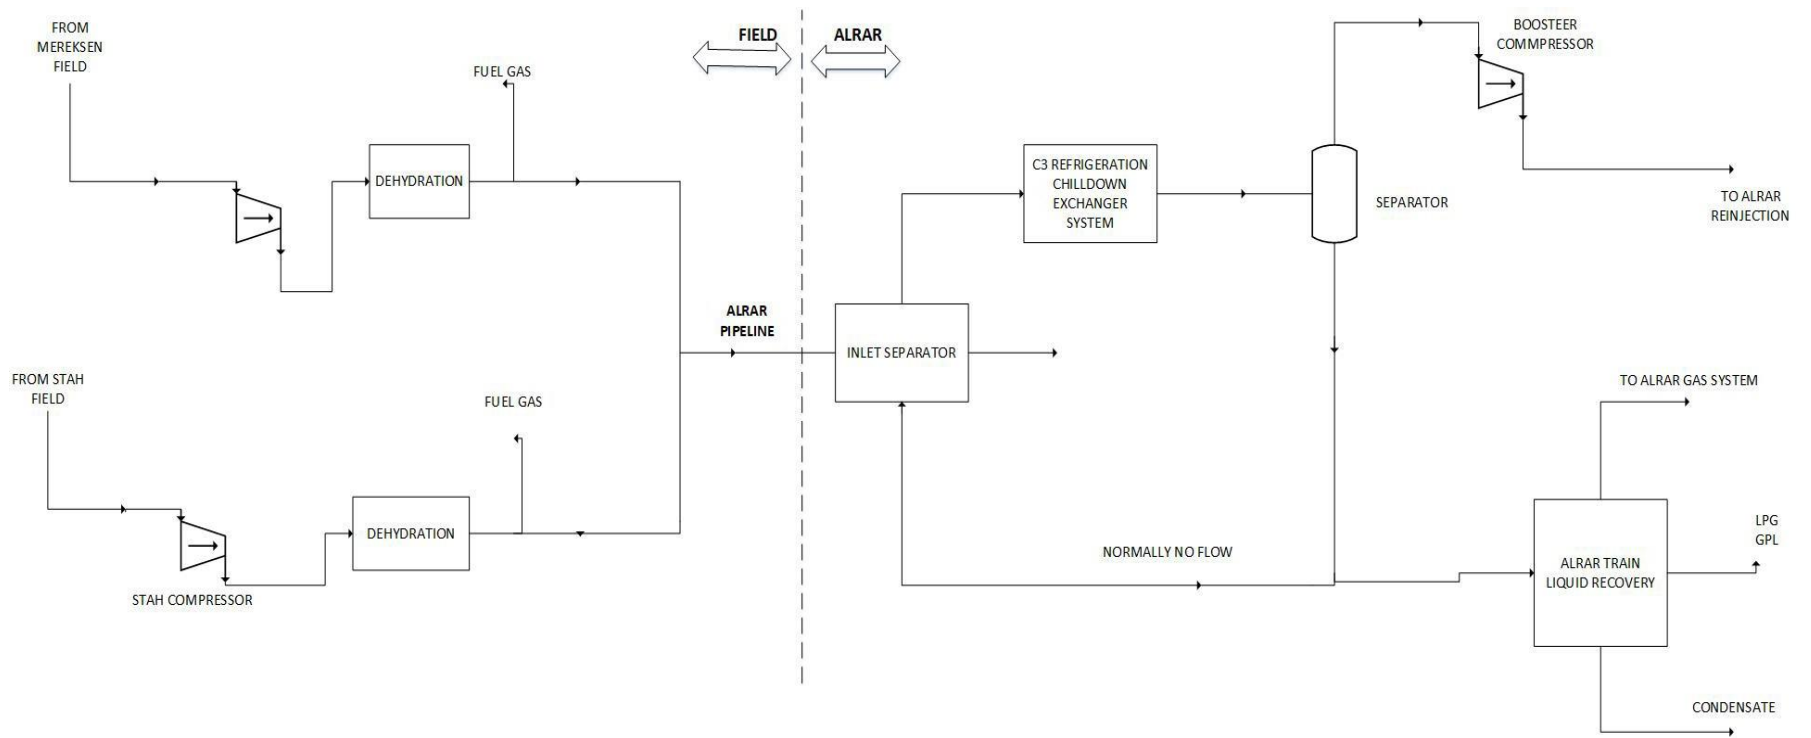 FROM
MEREKSEN
FIELD
FUEL GAS
DEHYDRATION
FIELD
ALRAR
BOOSTEER
COMMPRESSOR
C3 REFRIGERATION
CHILLDOWN
EXCHANGER
SYSTEM
SEPARATOR
TO ALRAR
REINJECTION
ALRAR
PIPELINE
INLET SEPARATOR
FROM STAH
FIELD
FUEL GAS
DEHYDRATION
STAH COMPRESSOR
NORMALLY NO FLOW
TO ALRAR GAS SYSTEM
LPG
GPL
ALRAR TRAIN
LIQUID RECOVERY
CONDENSATE